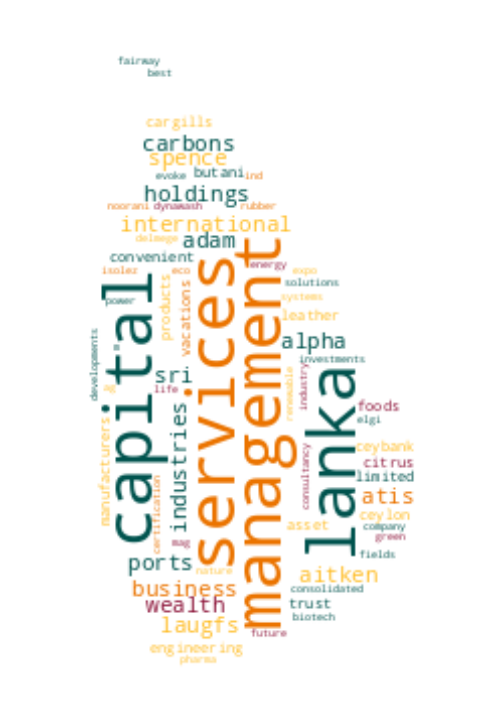 fairway
best
cargills
carbons
spence
evoke
butani
ind
holdings
noorani
dynawash
rubber
international
delmege
adam
convenient
management
services
capital
lanka
isolez
eco
energy
expo
power
products
vacations
solutions
systems
leather
alpha
investments
developments
sri
life
renewable
industry
foods
elgi
manufacturers
industries
certification
consultancy
ceybank
citrus
limited
atis
ceylon
company
green
asset
mag
fields
ports
nature
aitken
business
consolidated
wealth
trust
biotech
laugfs
future
engineering
pharma